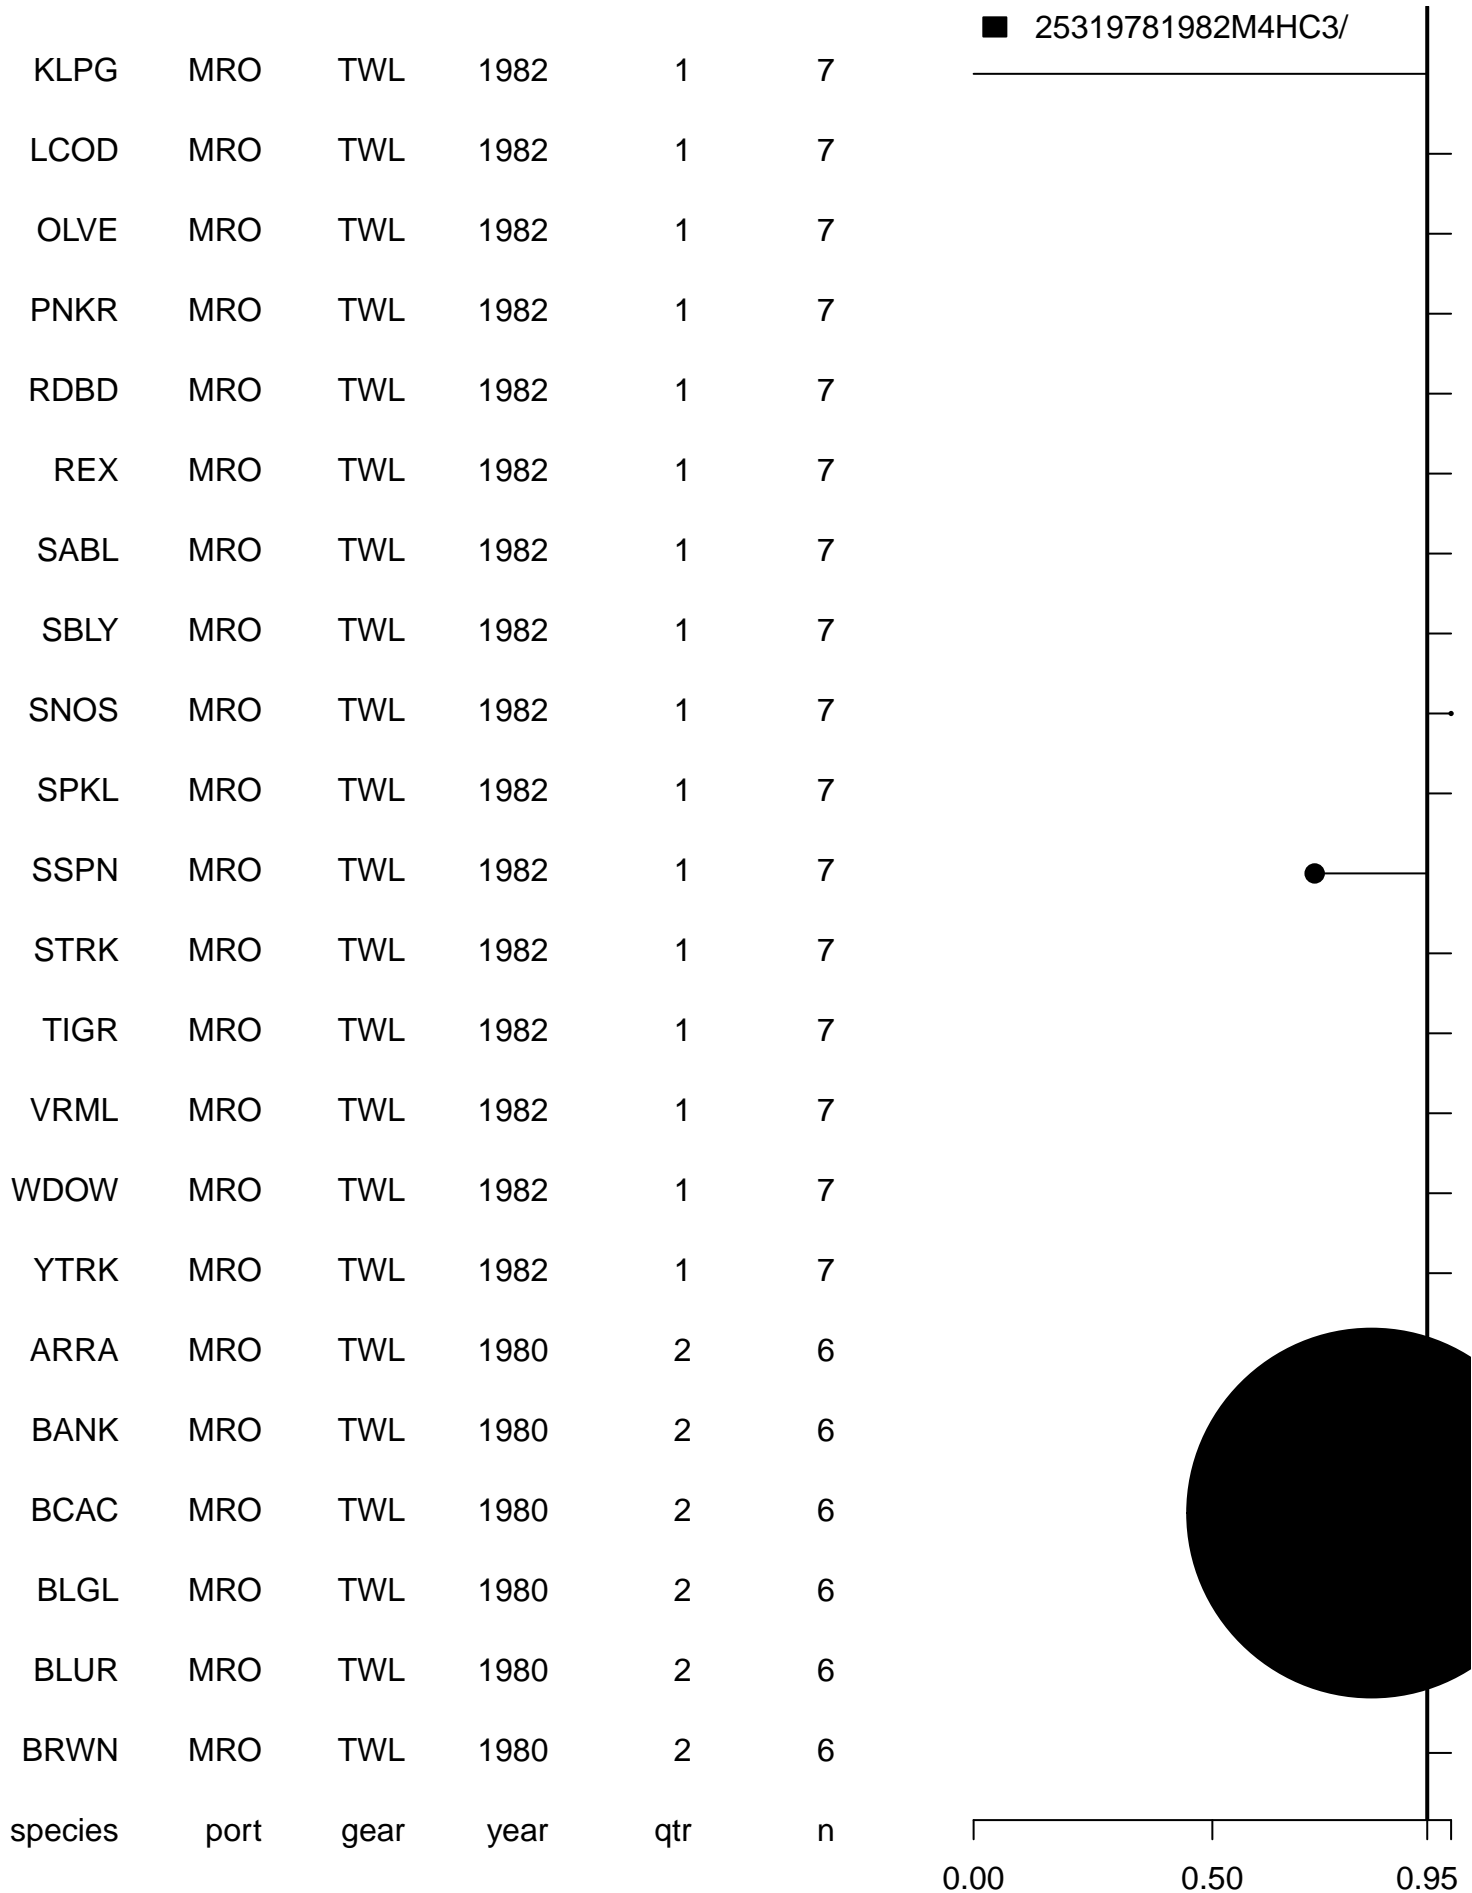 25319781982M4HC3/
KLPG MRO TWL 1982 1 7
LCOD MRO TWL 1982 1 7
OLVE MRO TWL 1982 1 7
PNKR MRO TWL 1982 1 7
RDBD MRO TWL 1982 1 7
REX MRO TWL 1982 1 7
SABL MRO TWL 1982 1 7
SBLY MRO TWL 1982 1 7
SNOS MRO TWL 1982 1 7
SPKL MRO TWL 1982 1 7
SSPN MRO TWL 1982 1 7
STRK MRO TWL 1982 1 7
TIGR MRO TWL 1982 1 7
VRML MRO TWL 1982 1 7
WDOW MRO TWL 1982 1 7
YTRK MRO TWL 1982 1 7
ARRA MRO TWL 1980 2 6
BANK MRO TWL 1980 2 6
BCAC MRO TWL 1980 2 6
BLGL MRO TWL 1980 2 6
BLUR MRO TWL 1980 2 6
BRWN MRO TWL 1980 2 6
species port gear year qtr n
0.00 0.50 0.95